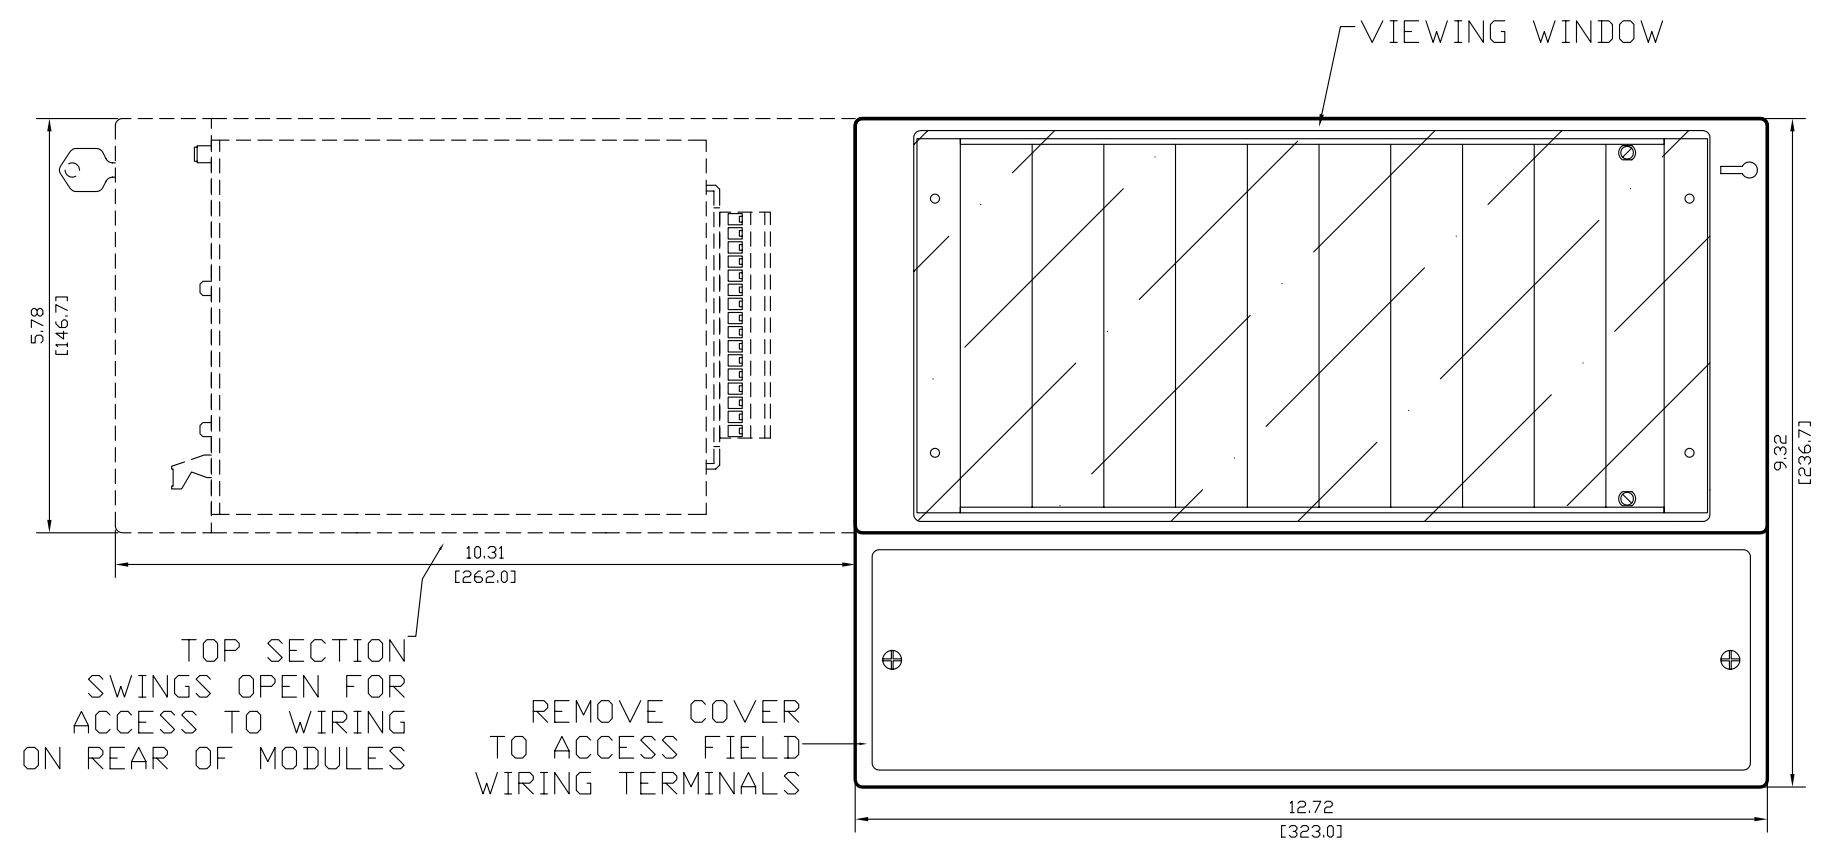 VIEWING WINDOW
5.78
[146.7]
9.32
[236.7]
10.31
[262.0]
TOP SECTION
SWINGS OPEN FOR
ACCESS TO WIRING
ON REAR OF MODULES
REMOVE COVER
TO ACCESS FIELD
WIRING TERMINALS
12.72
[323.0]